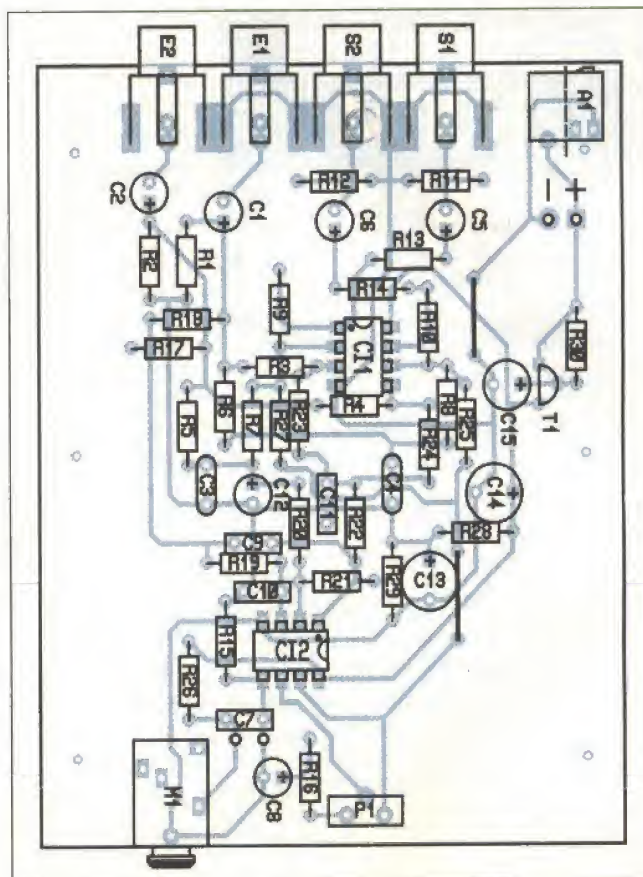 E2
E1
S2
S1
A1
R12
R11
- +
C2
C1
C6
C5
R2
R1
R13
R14
R9
R10
R18
R17
CI1
R30
R3
C15
T1
R5
R6
R7
R27
R23
R4
R8
R25
R24
C3
C12
C11
C4
C14
R20
R22
R28
C9
R19
C10
R21
R29
C13
R15
CI2
R26
C7
M1
C8
R16
P1